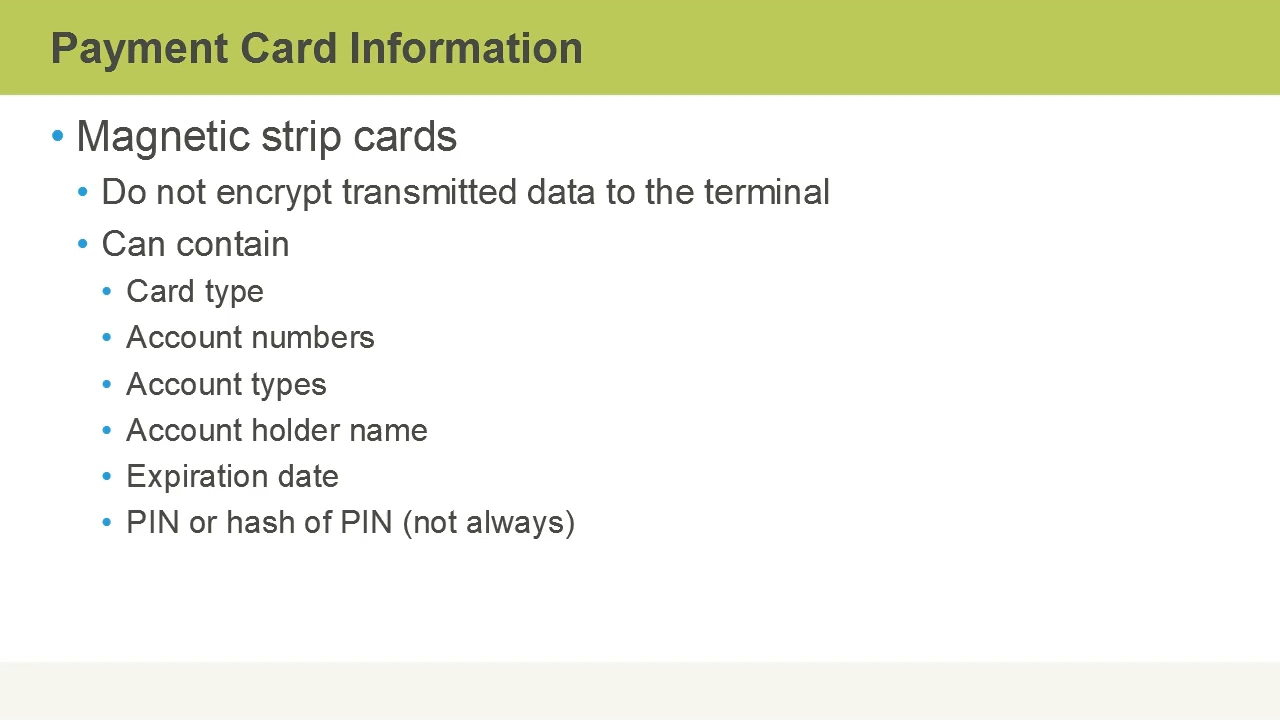 Payment Card Information
• Magnetic strip cards
• Do not encrypt transmitted data to the terminal
• Can contain
• Card type
• Account numbers
• Account types
• Account holder name
• Expiration date
• PIN or hash of PIN (not always)